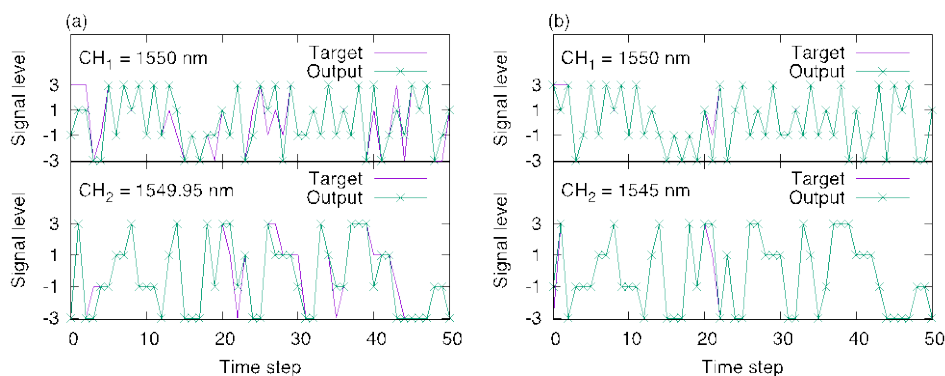 (a)
CH1 = 1550 nm
Target
Output
Signal level
3
1
-1
-3
CH2 = 1549.95 nm
Target
Output
Signal level
3
1
-1
-3
0 10 20 30 40 50
Time step
(b)
CH1 = 1550 nm
Target
Output
Signal level
3
1
-1
-3
CH2 = 1545 nm
Target
Output
Signal level
3
1
-1
-3
0 10 20 30 40 50
Time step